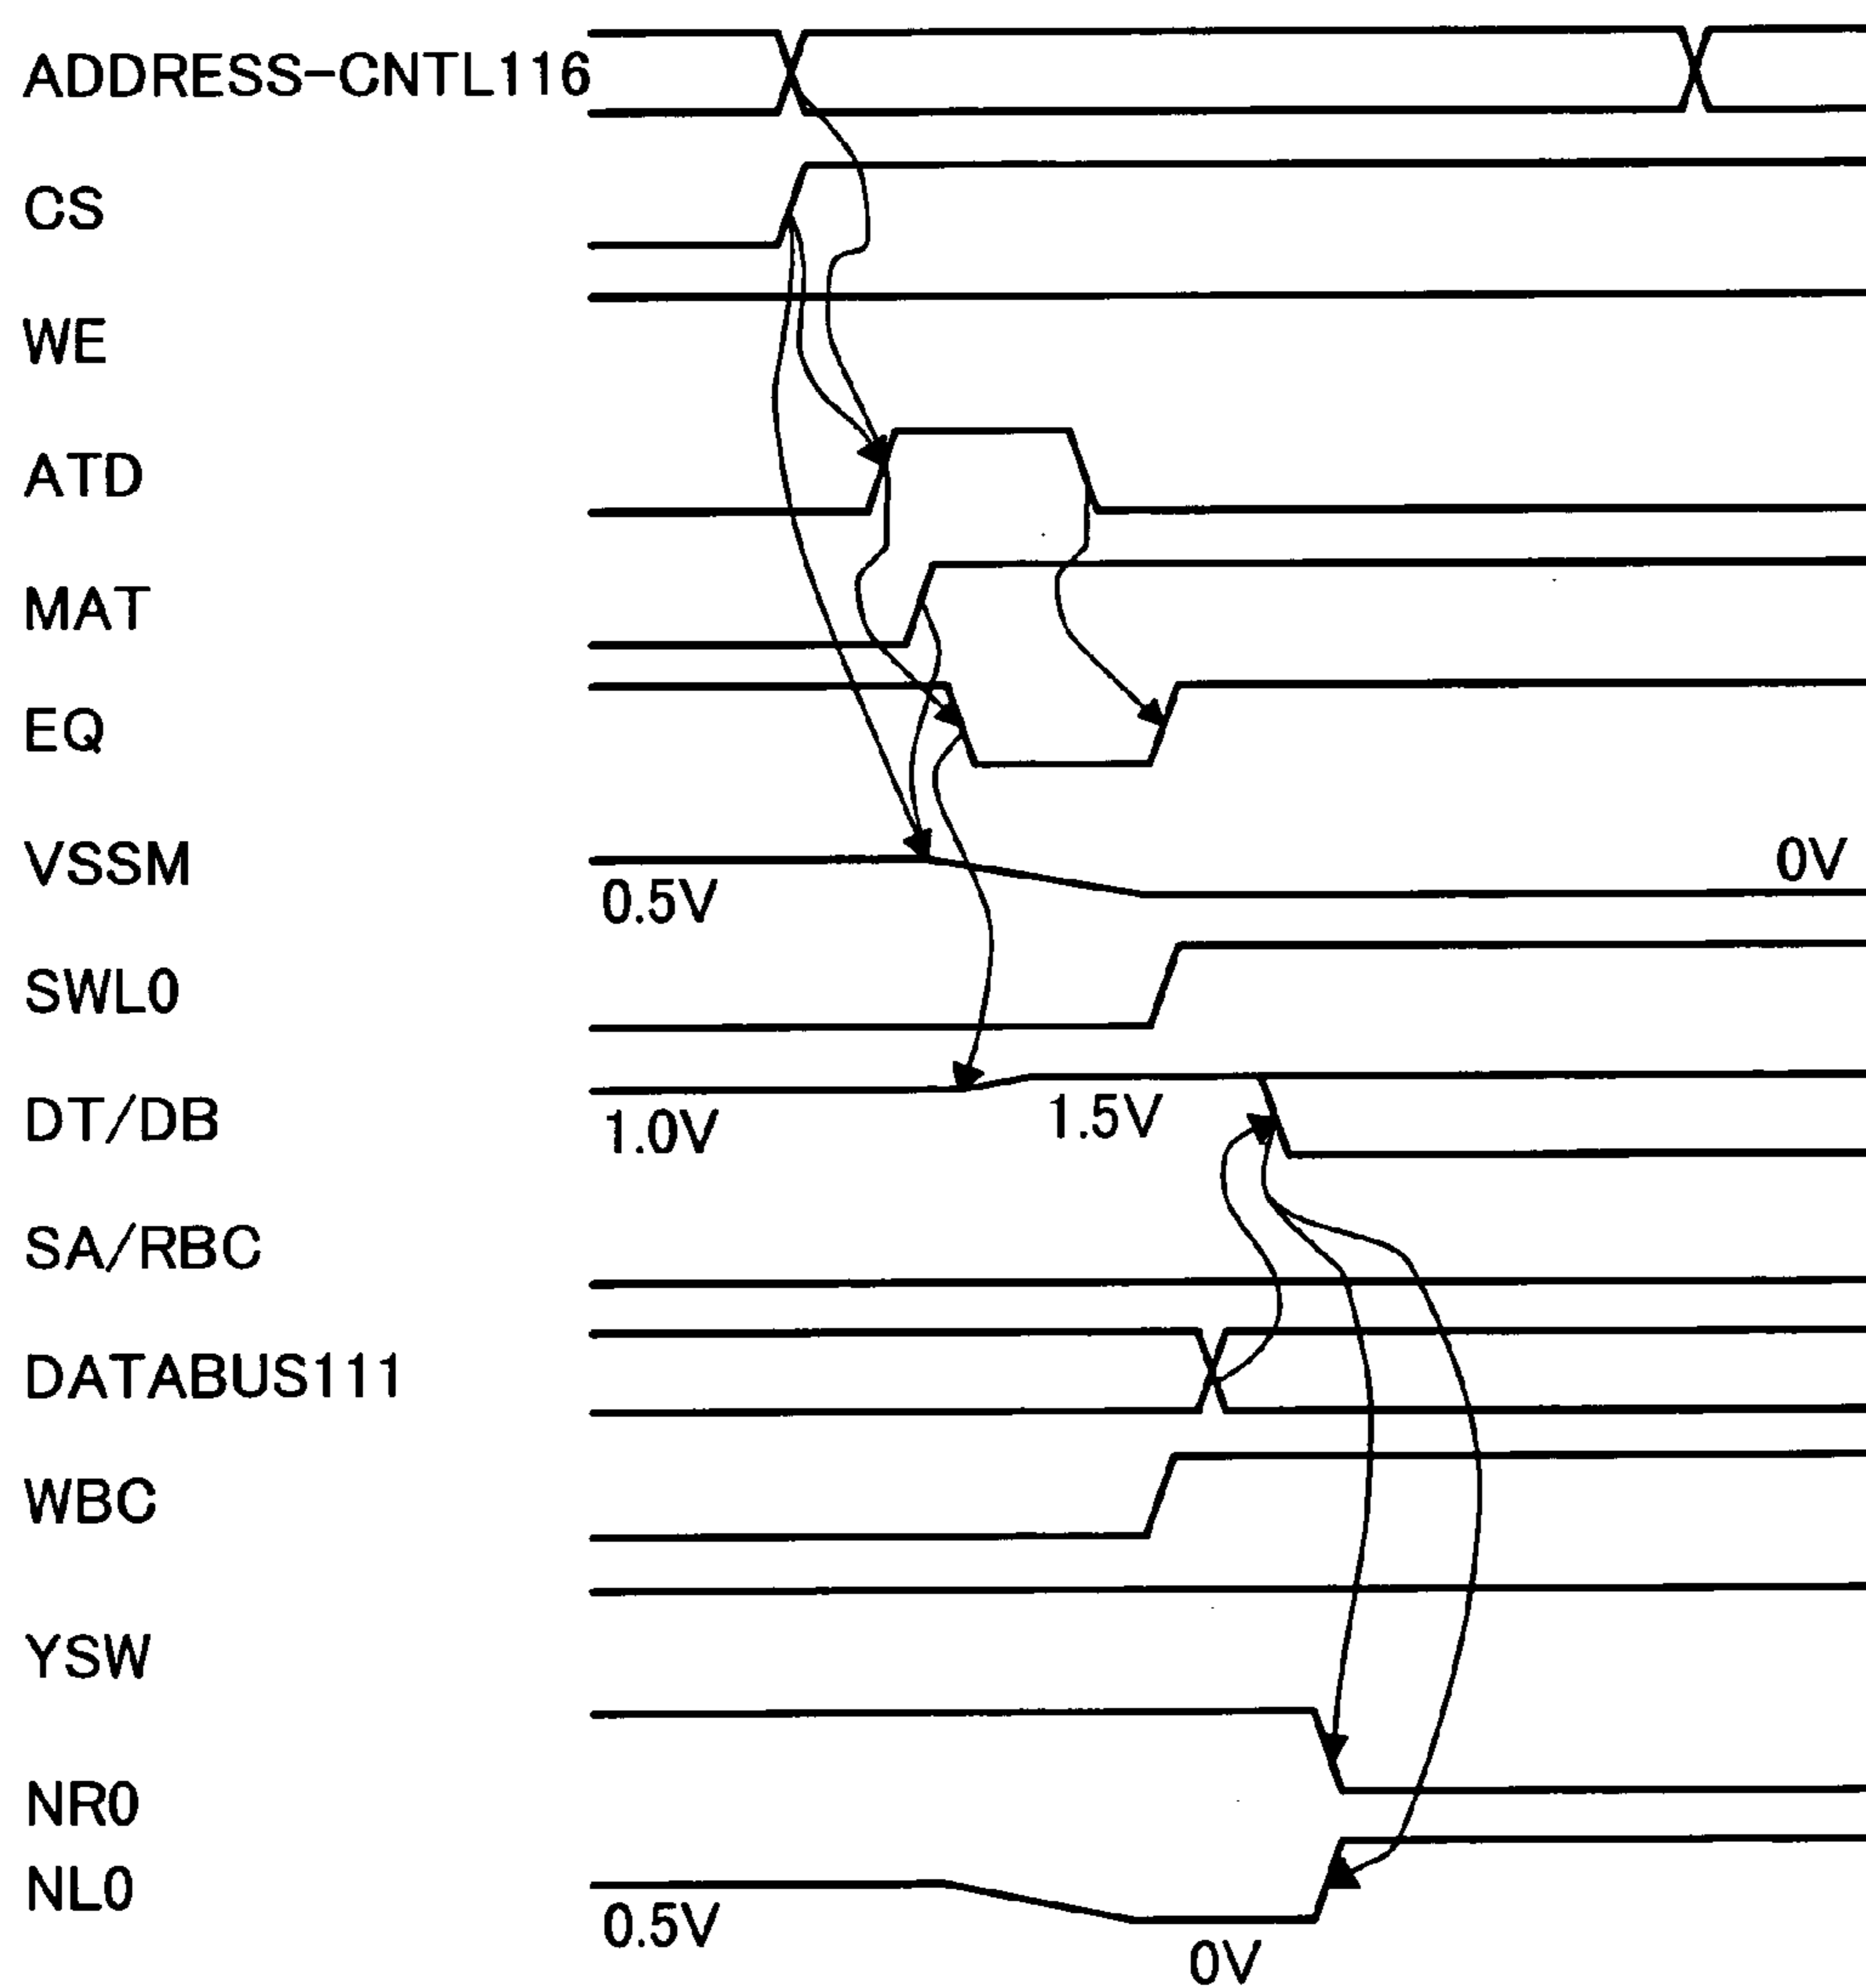 ADDRESS-CNTL116
CS
WE
ATD
MAT
EQ
VSSM
0.5V
0V
SWL0
DT/DB
1.0V
1.5V
SA/RBC
DATABUS111
WBC
YSW
NR0
NL0
0.5V
0V